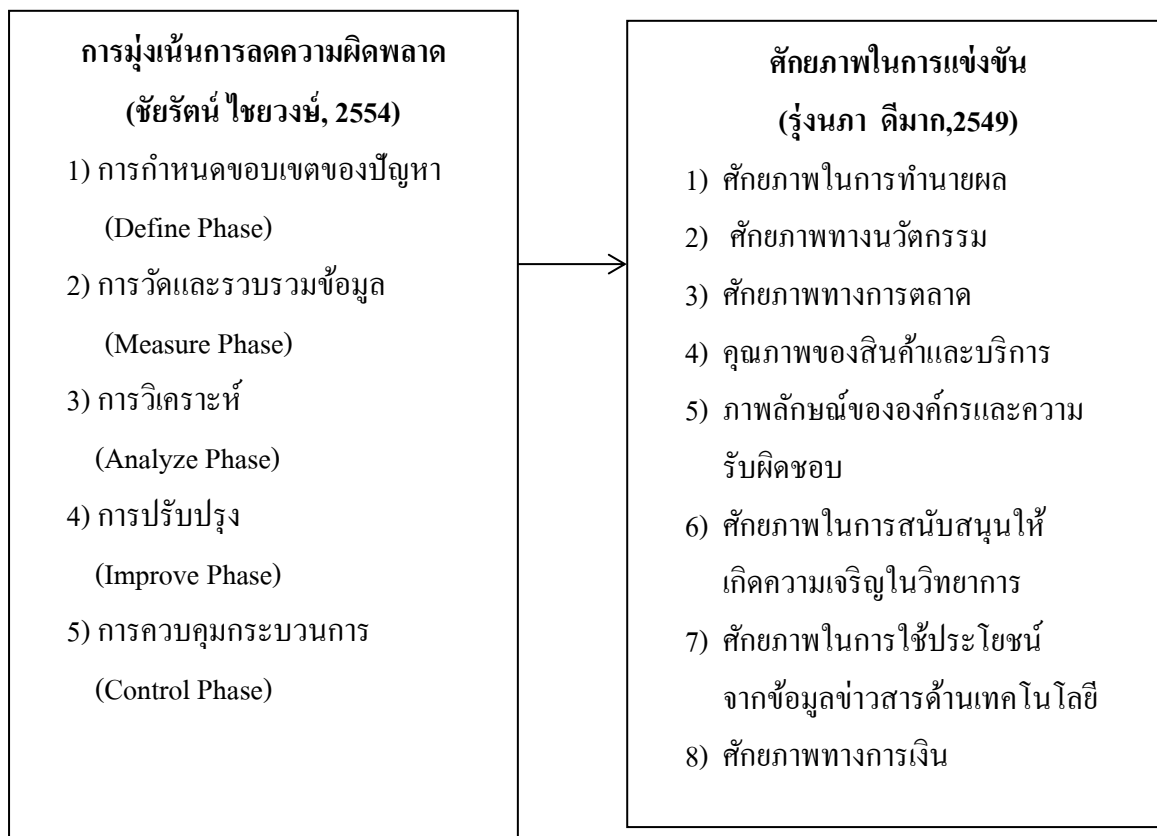 การมุ่งเน้นการลดความผิดพลาด
(ชัยรัตน์ ไชยวงษ์, 2554)
1) การกำหนดขอบเขตของปัญหา
(Define Phase)
2) การวัดและรวบรวมข้อมูล
(Measure Phase)
3) การวิเคราะห์
(Analyze Phase)
4) การปรับปรุง
(Improve Phase)
5) การควบคุมกระบวนการ
(Control Phase)
ศักยภาพในการแข่งขัน
(รุ่งนภา ดีมาก,2549)
1) ศักยภาพในการทำนายผล
2) ศักยภาพทางนวัตกรรม
3) ศักยภาพทางการตลาด
4) คุณภาพของสินค้าและบริการ
5) ภาพลักษณ์ขององค์กรและความ
รับผิดชอบ
6) ศักยภาพในการสนับสนุนให้
เกิดความเจริญในวิทยาการ
7) ศักยภาพในการใช้ประโยชน์
จากข้อมูลข่าวสารด้านเทคโนโลยี
8) ศักยภาพทางการเงิน